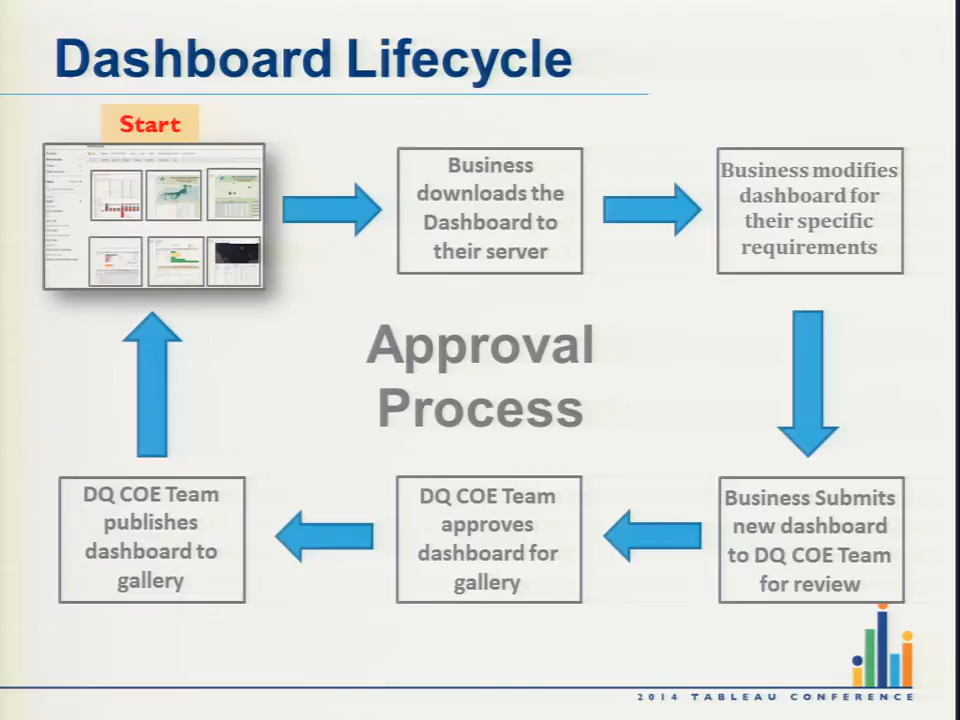 Dashboard Lifecycle
Start
Business
downloads the
Dashboard to
their server
Business modifies
dashboard for
their specific
requirements
Approval
Process
DQ COE Team
publishes
dashboard to
gallery
DQ COE Team
approves
dashboard for
gallery
Business Submits
new dashboard
to DQ COE Team
for review
2014 TABLEAU CONFERENCE